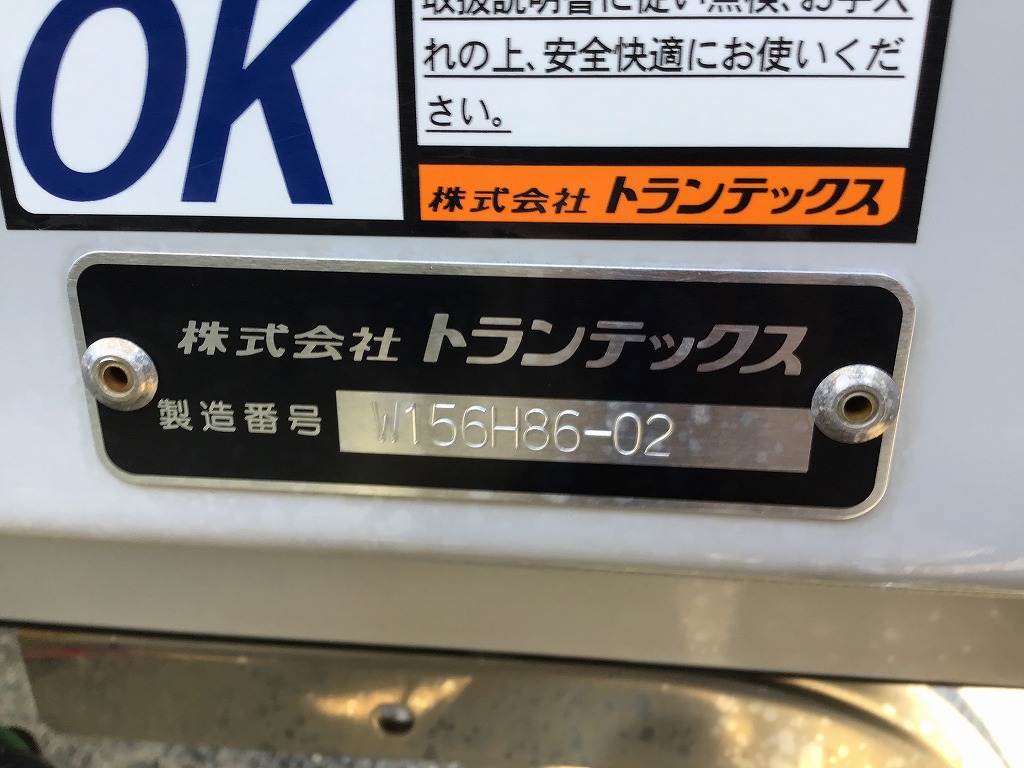 OK
取扱説明書に従い点検、お手入
れの上、安全快適にお使いくだ
さい。
株式会社 トランテックス
株式会社 トランテックス
製造番号 W156H86-02